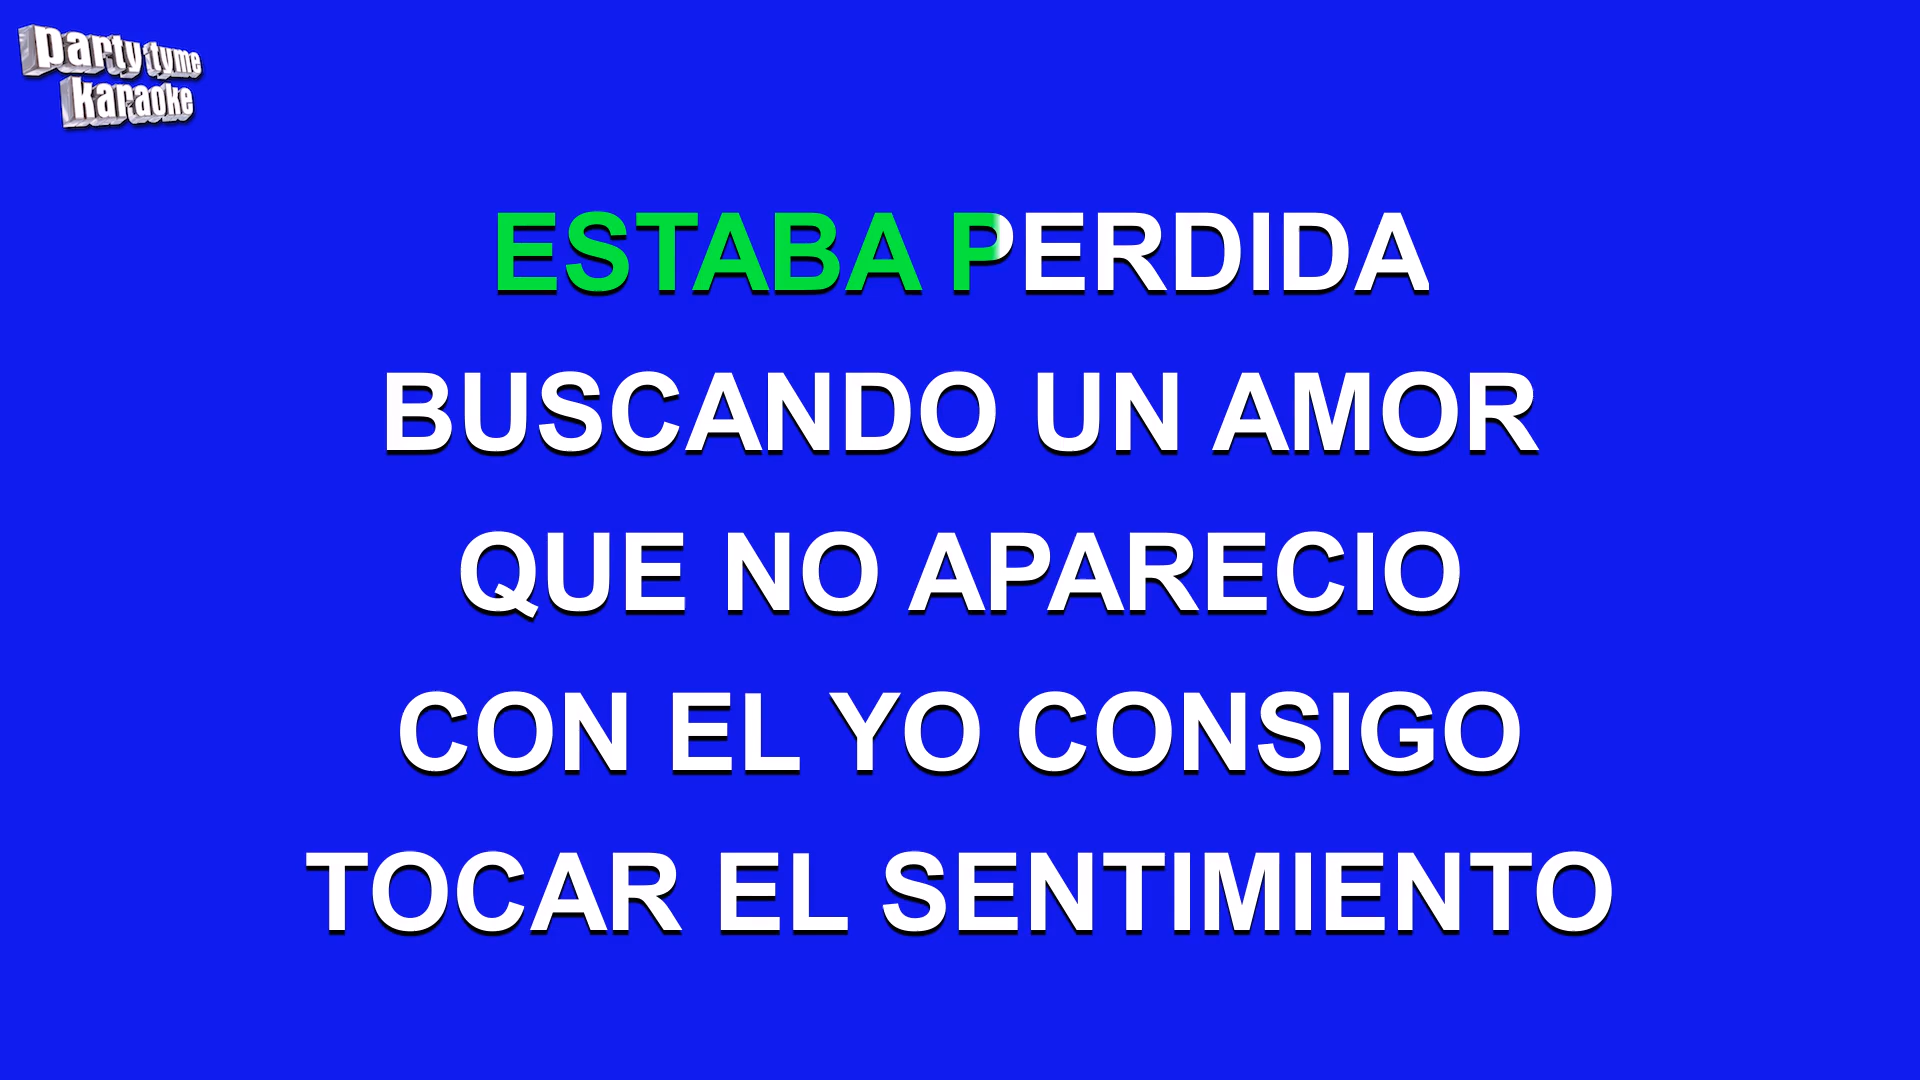 party tyme
karaoke
ESTABA PERDIDA
BUSCANDO UN AMOR
QUE NO APARECIO
CON EL YO CONSIGO
TOCAR EL SENTIMIENTO